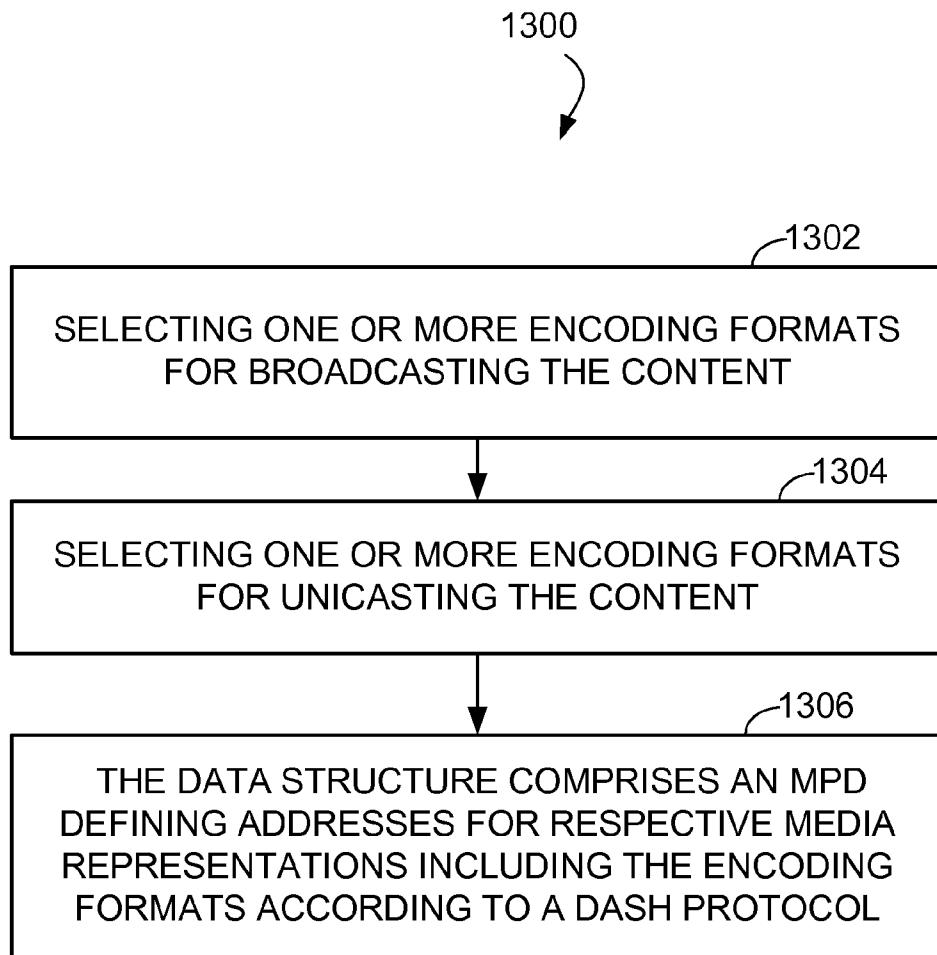 1300
1302
SELECTING ONE OR MORE ENCODING FORMATS
FOR BROADCASTING THE CONTENT
1304
SELECTING ONE OR MORE ENCODING FORMATS
FOR UNICASTING THE CONTENT
1306
THE DATA STRUCTURE COMPRISES AN MPD
DEFINING ADDRESSES FOR RESPECTIVE MEDIA
REPRESENTATIONS INCLUDING THE ENCODING
FORMATS ACCORDING TO A DASH PROTOCOL